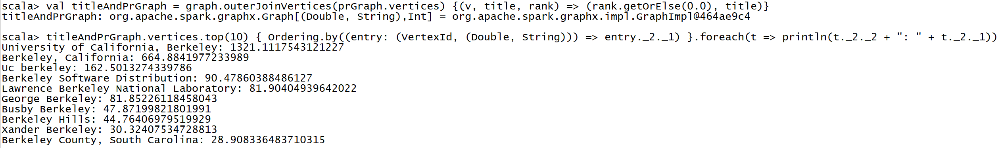 scala> val titleAndPrGraph = graph.outerJoinVertices(prGraph.vertices) {(v, title, rank) => (rank.getOrElse(0.0), title)}
titleAndPrGraph: org.apache.spark.graphx.Graph[(Double, String),Int] = org.apache.spark.graphx.impl.GraphImpl@464ae9c4
scala> titleAndPrGraph.vertices.top(10) { Ordering.by((entry: (VertexId, (Double, String))) => entry._2._1) }.foreach(t => println(t._2._2 + ": " + t._2._1))
University of California, Berkeley: 1321.1117543121227
Berkeley, California: 664.8841977233989
Uc berkeley: 162.5013274339786
Berkeley Software Distribution: 90.47860388486127
Lawrence Berkeley National Laboratory: 81.90404939642022
George Berkeley: 81.85226118458043
Busby Berkeley: 47.87199821801991
Berkeley Hills: 44.76406979519929
Xander Berkeley: 30.32407534728813
Berkeley County, South Carolina: 28.908336483710315